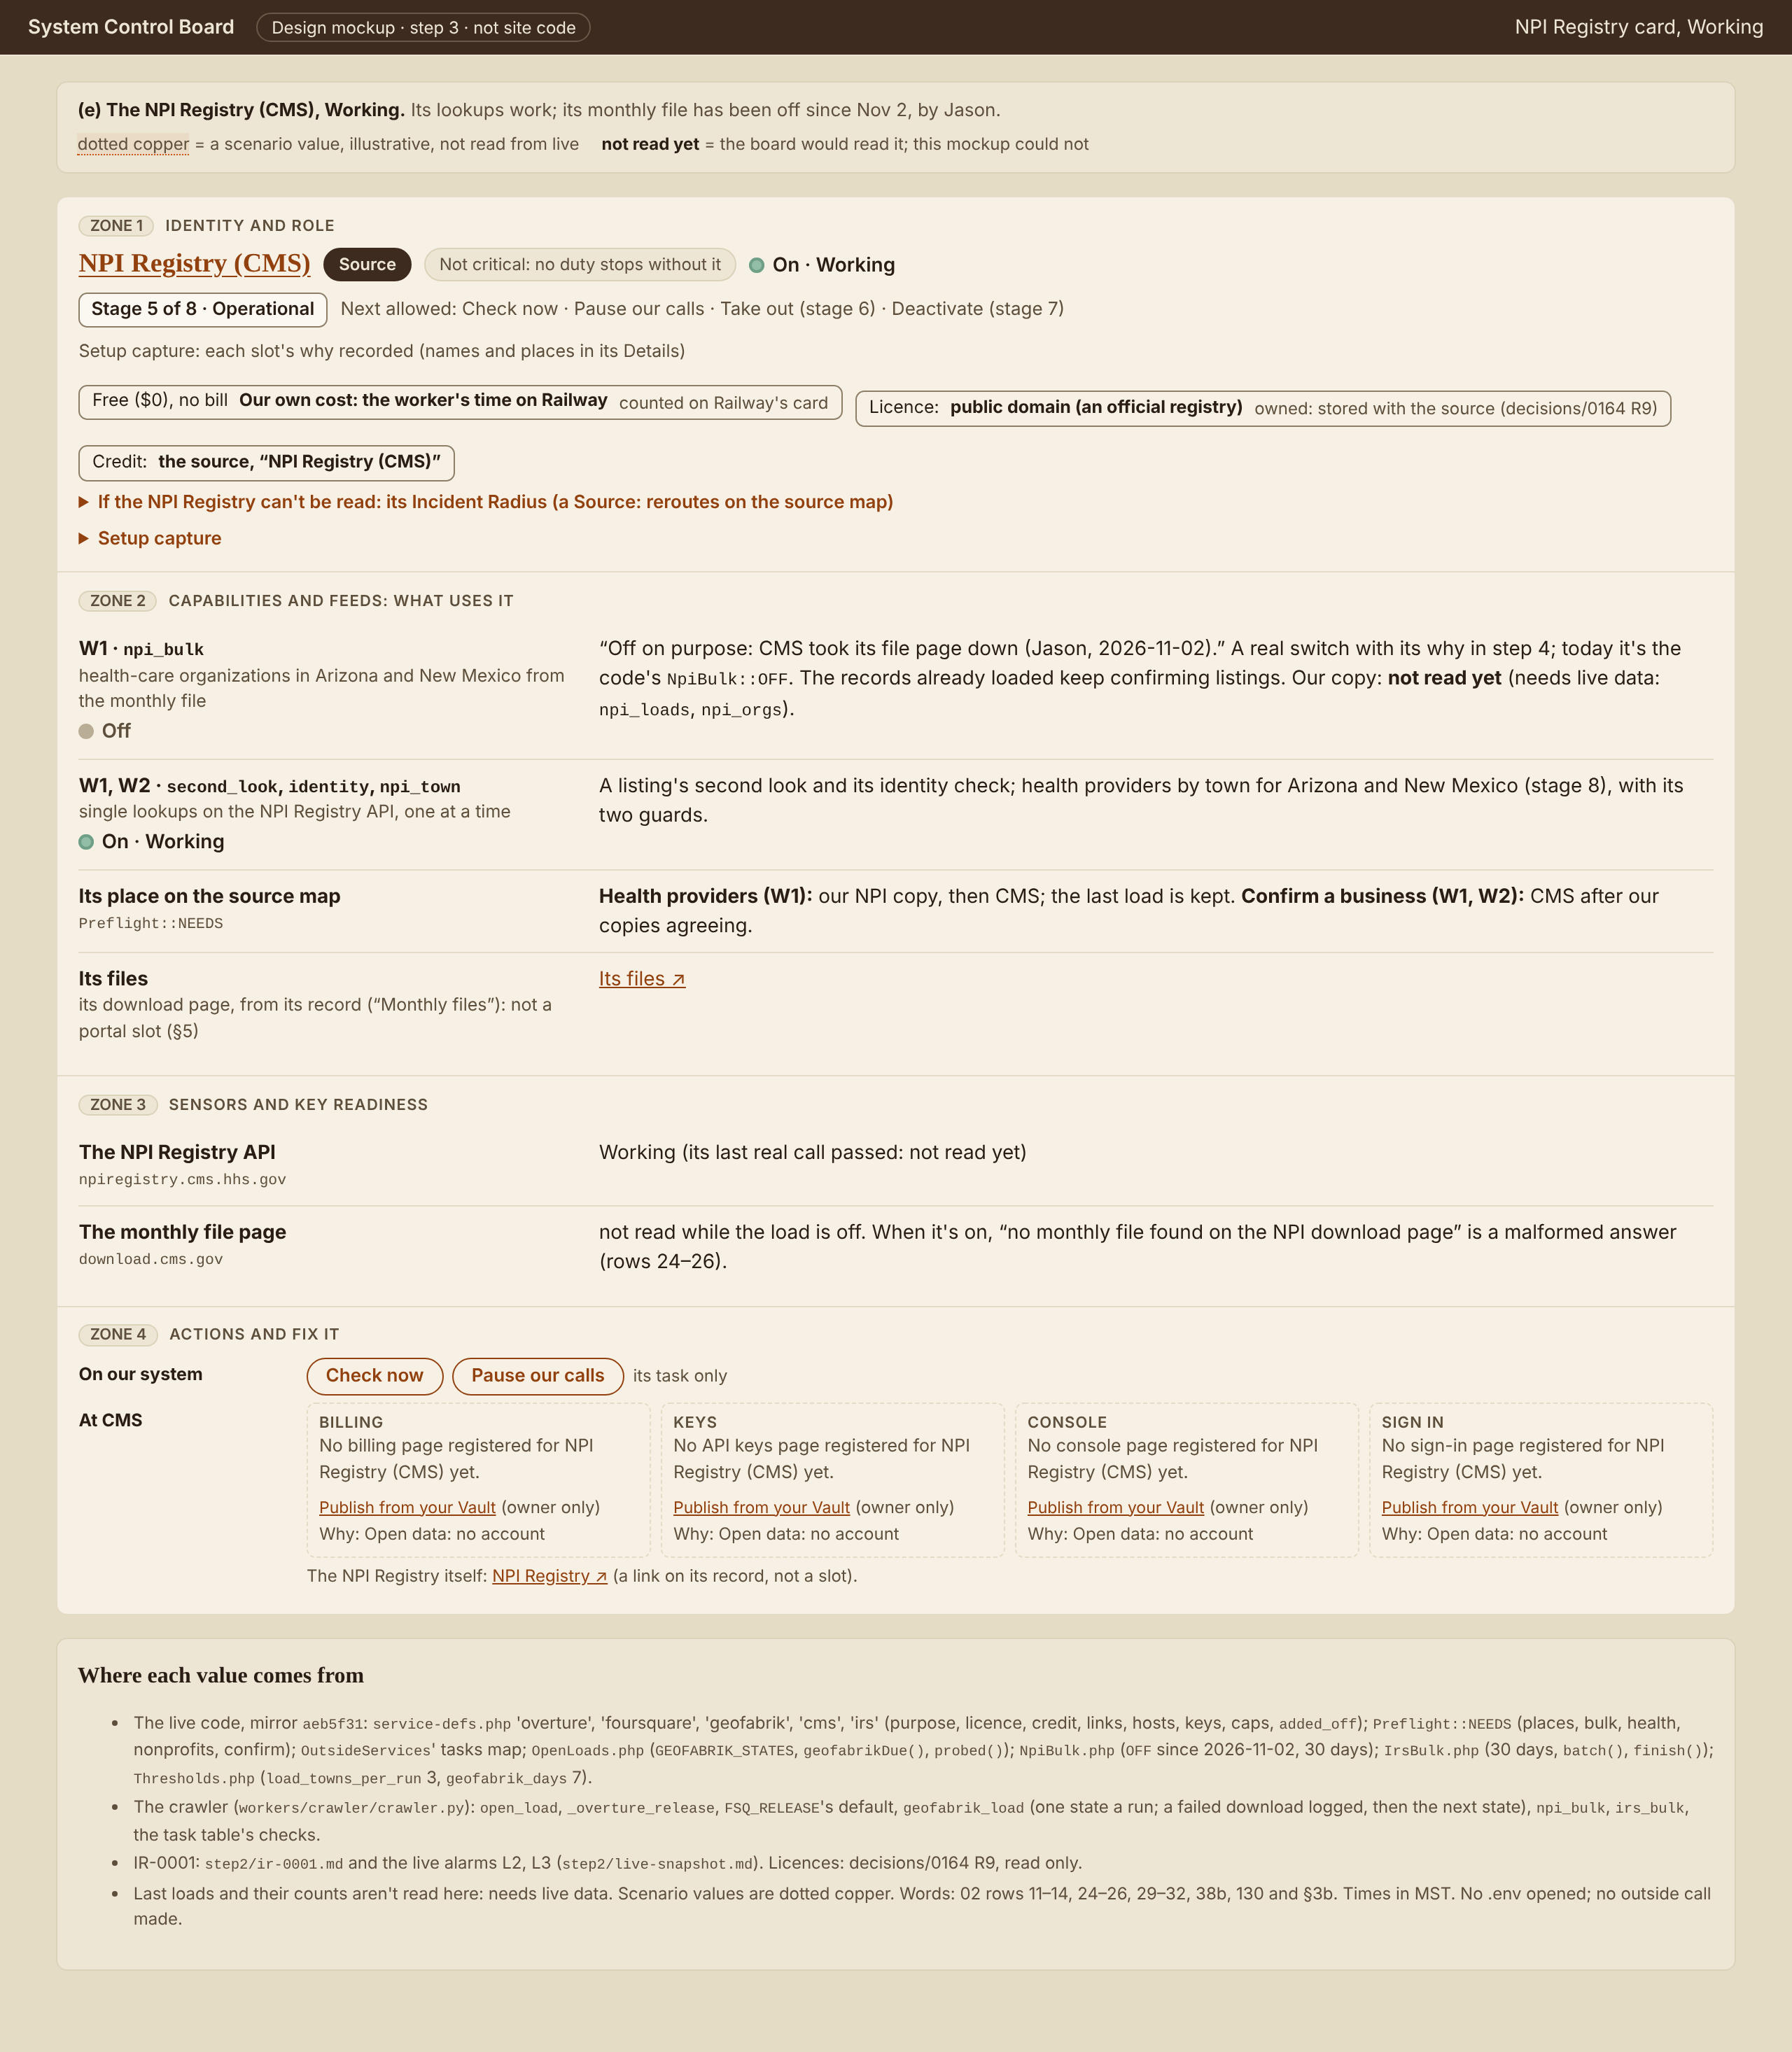 System Control Board
Design mockup · step 3 · not site code
NPI Registry card, Working
(e) The NPI Registry (CMS), Working. Its lookups work; its monthly file has been off since Nov 2, by Jason.
dotted copper = a scenario value, illustrative, not read from live not read yet = the board would read it; this mockup could not
ZONE 1 IDENTITY AND ROLE
NPI Registry (CMS) Source Not critical: no duty stops without it On · Working
Stage 5 of 8 · Operational Next allowed: Check now · Pause our calls · Take out (stage 6) · Deactivate (stage 7)
Setup capture: each slot's why recorded (names and places in its Details)
Free ($0), no bill Our own cost: the worker's time on Railway counted on Railway's card
Licence: public domain (an official registry) owned: stored with the source (decisions/0164 R9)
Credit: the source, “NPI Registry (CMS)”
▶ If the NPI Registry can't be read: its Incident Radius (a Source: reroutes on the source map)
▶ Setup capture
ZONE 2 CAPABILITIES AND FEEDS: WHAT USES IT
W1 · npi_bulk
health-care organizations in Arizona and New Mexico from
the monthly file
Off
“Off on purpose: CMS took its file page down (Jason, 2026-11-02).” A real switch with its why in step 4; today it's the
code's NpiBulk::OFF. The records already loaded keep confirming listings. Our copy: not read yet (needs live data:
npi_loads, npi_orgs).
W1, W2 · second_look, identity, npi_town
single lookups on the NPI Registry API, one at a time
On · Working
A listing's second look and its identity check; health providers by town for Arizona and New Mexico (stage 8), with its
two guards.
Its place on the source map
Preflight::NEEDS
Health providers (W1): our NPI copy, then CMS; the last load is kept. Confirm a business (W1, W2): CMS after our
copies agreeing.
Its files
its download page, from its record (“Monthly files”): not a
portal slot (§5)
Its files ↗
ZONE 3 SENSORS AND KEY READINESS
The NPI Registry API
npiregistry.cms.hhs.gov
Working (its last real call passed: not read yet)
The monthly file page
download.cms.gov
not read while the load is off. When it's on, “no monthly file found on the NPI download page” is a malformed answer
(rows 24–26).
ZONE 4 ACTIONS AND FIX IT
On our system
Check now Pause our calls its task only
At CMS
BILLING
No billing page registered for NPI
Registry (CMS) yet.
Publish from your Vault (owner only)
Why: Open data: no account
KEYS
No API keys page registered for NPI
Registry (CMS) yet.
Publish from your Vault (owner only)
Why: Open data: no account
CONSOLE
No console page registered for NPI
Registry (CMS) yet.
Publish from your Vault (owner only)
Why: Open data: no account
SIGN IN
No sign-in page registered for NPI
Registry (CMS) yet.
Publish from your Vault (owner only)
Why: Open data: no account
The NPI Registry itself: NPI Registry ↗ (a link on its record, not a slot).
Where each value comes from
• The live code, mirror aeb5f31: service-defs.php 'overture', 'foursquare', 'geofabrik', 'cms', 'irs' (purpose, licence, credit, links, hosts, keys, caps, added_off); Preflight::NEEDS (places, bulk, health,
nonprofits, confirm); OutsideServices' tasks map; OpenLoads.php (GEOFABRIK_STATES, geofabrikDue(), probed()); NpiBulk.php (OFF since 2026-11-02, 30 days); IrsBulk.php (30 days, batch(), finish());
Thresholds.php (load_towns_per_run 3, geofabrik_days 7).
• The crawler (workers/crawler/crawler.py): open_load, _overture_release, FSQ_RELEASE's default, geofabrik_load (one state a run; a failed download logged, then the next state), npi_bulk, irs_bulk,
the task table's checks.
• IR-0001: step2/ir-0001.md and the live alarms L2, L3 (step2/live-snapshot.md). Licences: decisions/0164 R9, read only.
• Last loads and their counts aren't read here: needs live data. Scenario values are dotted copper. Words: 02 rows 11–14, 24–26, 29–32, 38b, 130 and §3b. Times in MST. No .env opened; no outside call
made.